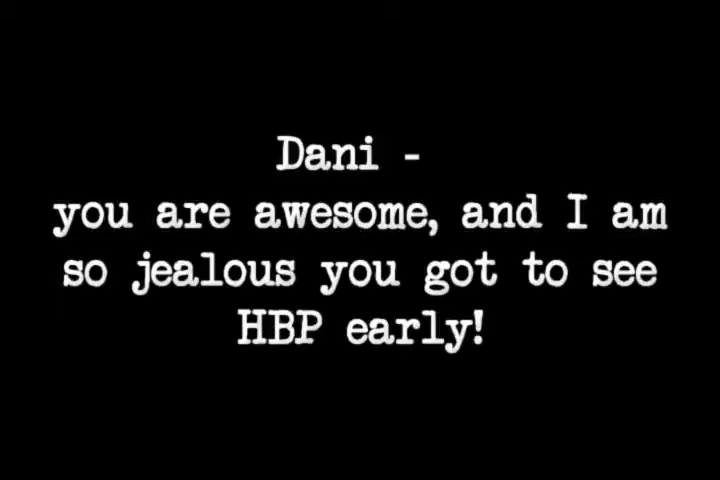 Dani -
you are awesome, and I am
so jealous you got to see
HBP early!